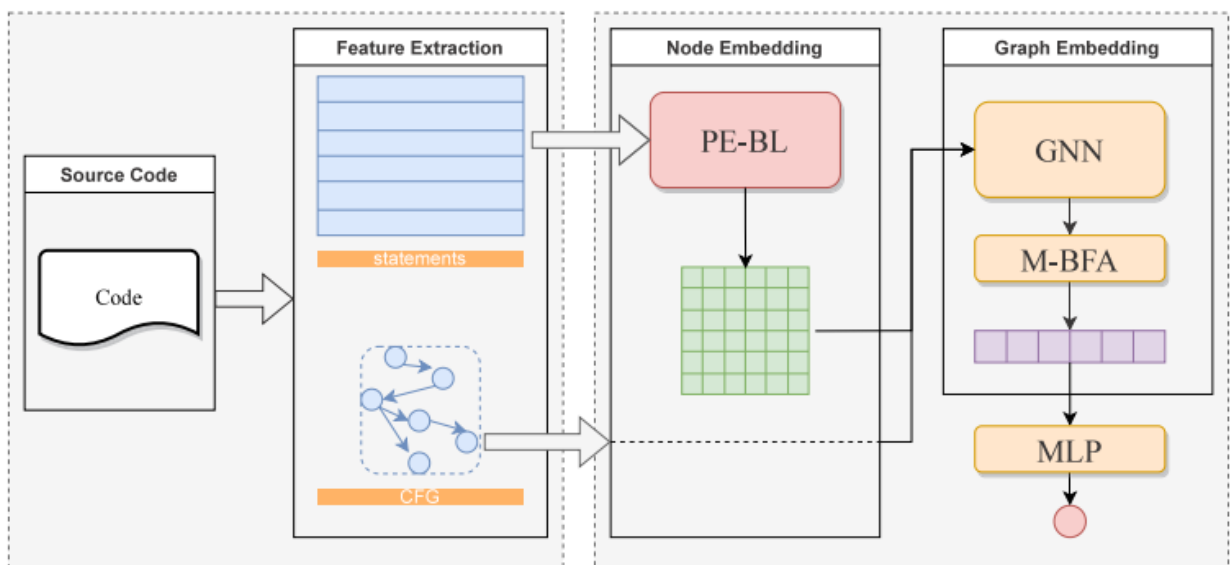 Source Code
Code
Feature Extraction
statements
CFG
Node Embedding
PE-BL
Graph Embedding
GNN
M-BFA
MLP